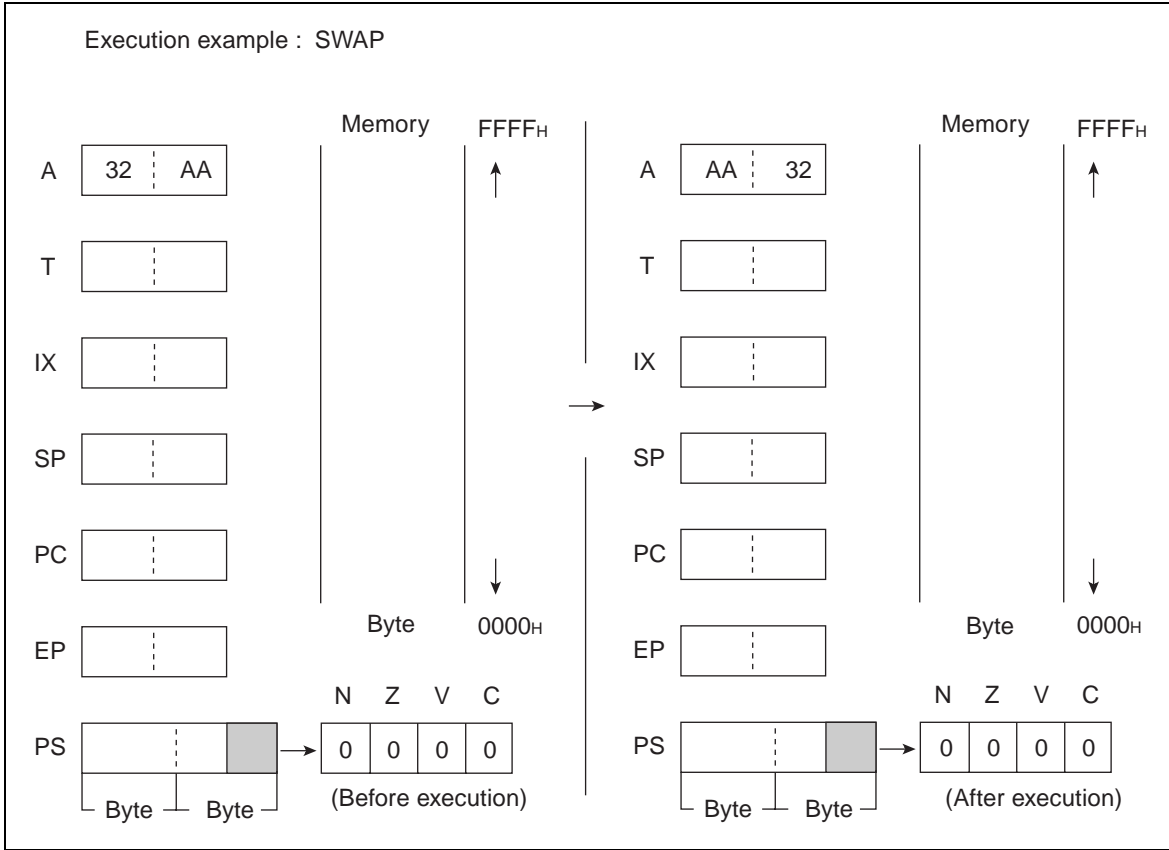 Execution example : SWAP
Memory FFFFH
A 32 AA
T
IX
SP
PC
Byte 0000H
EP
N Z V C
PS 0 0 0 0
Byte Byte (Before execution)
Memory FFFFH
A AA 32
T
IX
SP
PC
Byte 0000H
EP
N Z V C
PS 0 0 0 0
Byte Byte (After execution)